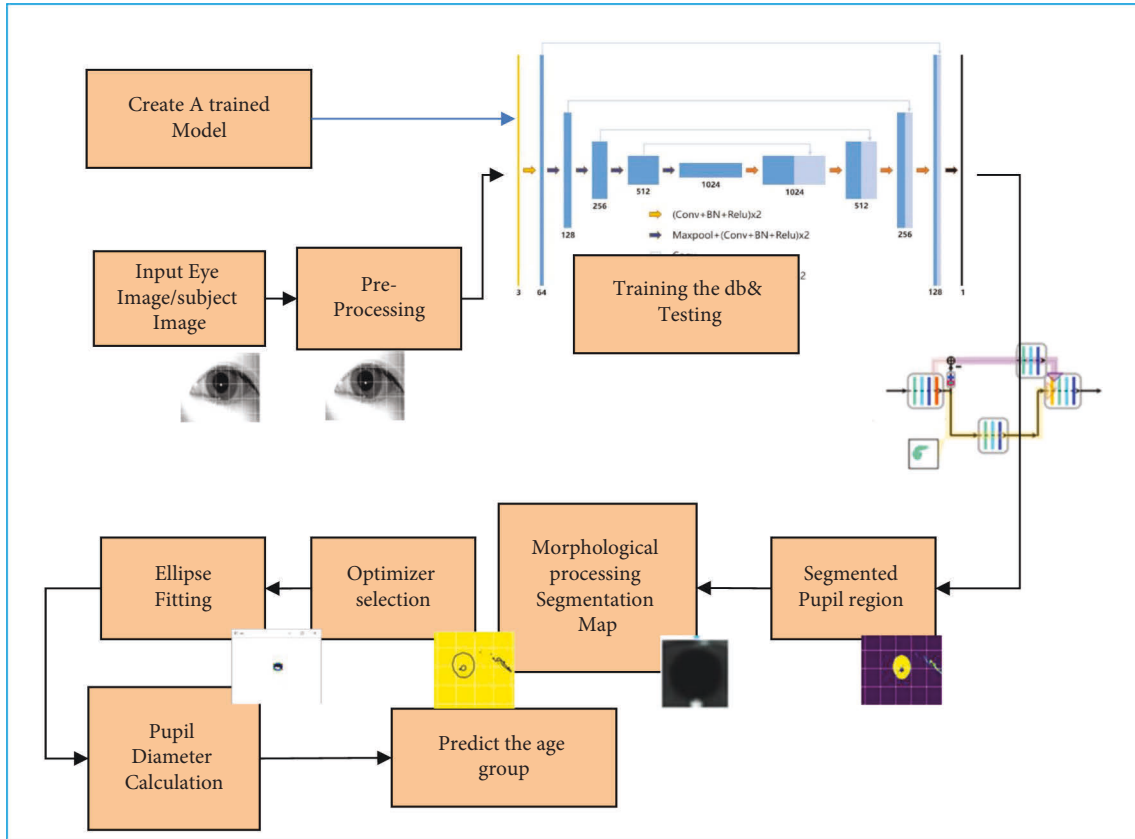 Create A trained
Model
512
1024
1024
512
256
(Conv+BN+Relu)x2
128
Maxpool+(Conv+BN+Relu)x2
256
Input Eye
Image/subject
Image
Pre-
Processing
Training the db&
Testing
2
3
64
128
1
Ellipse
Fitting
Optimizer
selection
Morphological
processing
Segmentation
Map
Segmented
Pupil region
Pupil
Diameter
Calculation
Predict the age
group